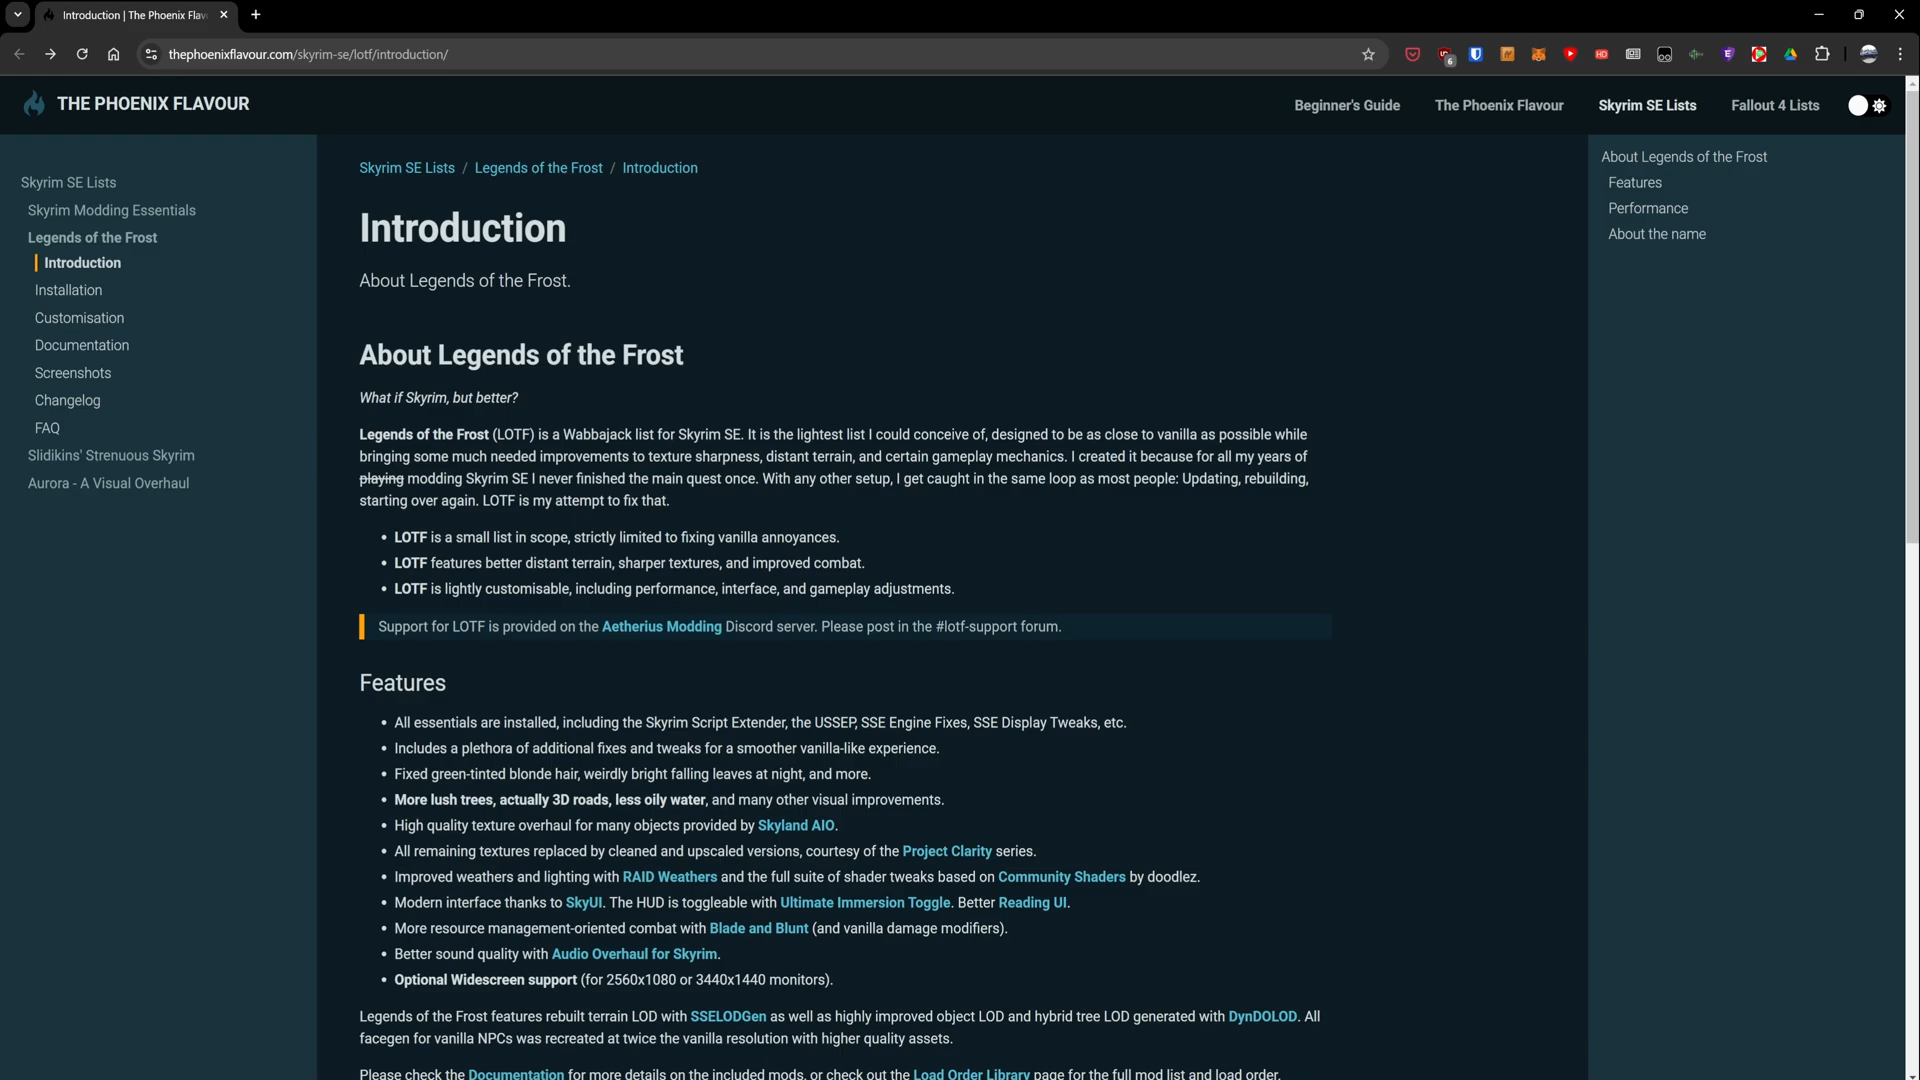 Introduction | The Phoenix Flav
thephoenixflavour.com/skyrim-se/lotf/introduction/
6
HD
THE PHOENIX FLAVOUR
Beginner's Guide
The Phoenix Flavour
Skyrim SE Lists
Fallout 4 Lists
Skyrim SE Lists
Skyrim Modding Essentials
Legends of the Frost
Introduction
Installation
Customisation
Documentation
Screenshots
Changelog
FAQ
Slidikins' Strenuous Skyrim
Aurora - A Visual Overhaul
Skyrim SE Lists / Legends of the Frost / Introduction
Introduction
About Legends of the Frost.
About Legends of the Frost
What if Skyrim, but better?
Legends of the Frost (LOTF) is a Wabbajack list for Skyrim SE. It is the lightest list I could conceive of, designed to be as close to vanilla as possible while
bringing some much needed improvements to texture sharpness, distant terrain, and certain gameplay mechanics. I created it because for all my years of
playing modding Skyrim SE I never finished the main quest once. With any other setup, I get caught in the same loop as most people: Updating, rebuilding,
starting over again. LOTF is my attempt to fix that.
• LOTF is a small list in scope, strictly limited to fixing vanilla annoyances.
• LOTF features better distant terrain, sharper textures, and improved combat.
• LOTF is lightly customisable, including performance, interface, and gameplay adjustments.
Support for LOTF is provided on the Aetherius Modding Discord server. Please post in the #lotf-support forum.
Features
• All essentials are installed, including the Skyrim Script Extender, the USSEP, SSE Engine Fixes, SSE Display Tweaks, etc.
• Includes a plethora of additional fixes and tweaks for a smoother vanilla-like experience.
• Fixed green-tinted blonde hair, weirdly bright falling leaves at night, and more.
• More lush trees, actually 3D roads, less oily water, and many other visual improvements.
• High quality texture overhaul for many objects provided by Skyland AIO.
• All remaining textures replaced by cleaned and upscaled versions, courtesy of the Project Clarity series.
• Improved weathers and lighting with RAID Weathers and the full suite of shader tweaks based on Community Shaders by doodlez.
• Modern interface thanks to SkyUI. The HUD is toggleable with Ultimate Immersion Toggle. Better Reading UI.
• More resource management-oriented combat with Blade and Blunt (and vanilla damage modifiers).
• Better sound quality with Audio Overhaul for Skyrim.
• Optional Widescreen support (for 2560x1080 or 3440x1440 monitors).
Legends of the Frost features rebuilt terrain LOD with SSELODGen as well as highly improved object LOD and hybrid tree LOD generated with DynDOLOD. All
facegen for vanilla NPCs was recreated at twice the vanilla resolution with higher quality assets.
Please check the Documentation for more details on the included mods, or check out the Load Order Library page for the full mod list and load order.
About Legends of the Frost
Features
Performance
About the name